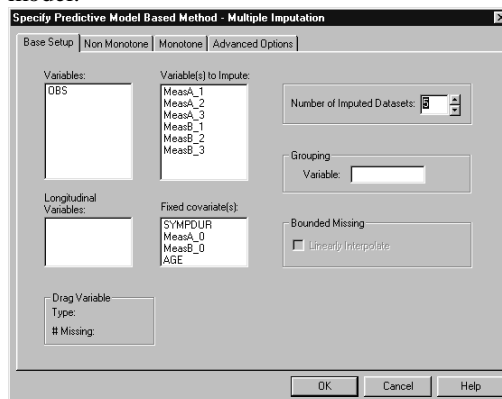 model.
Specify Predictive Model Based Method - Multiple Imputation
Base Setup
Non Monotone
Monotone
Advanced Options
Variables:
OBS
Variable(s) to Impute:
MeasA_1
MeasA_2
MeasA_3
MeasB_1
MeasB_2
MeasB_3
Number of Imputed Datasets: 5
Grouping
Variable:
Longitudinal
Variables:
Fixed covariate(s):
SYMPDUR
MeasA_0
MeasB_0
AGE
Bounded Missing
Linearly Interpolate
Drag Variable
Type:
# Missing:
OK
Cancel
Help